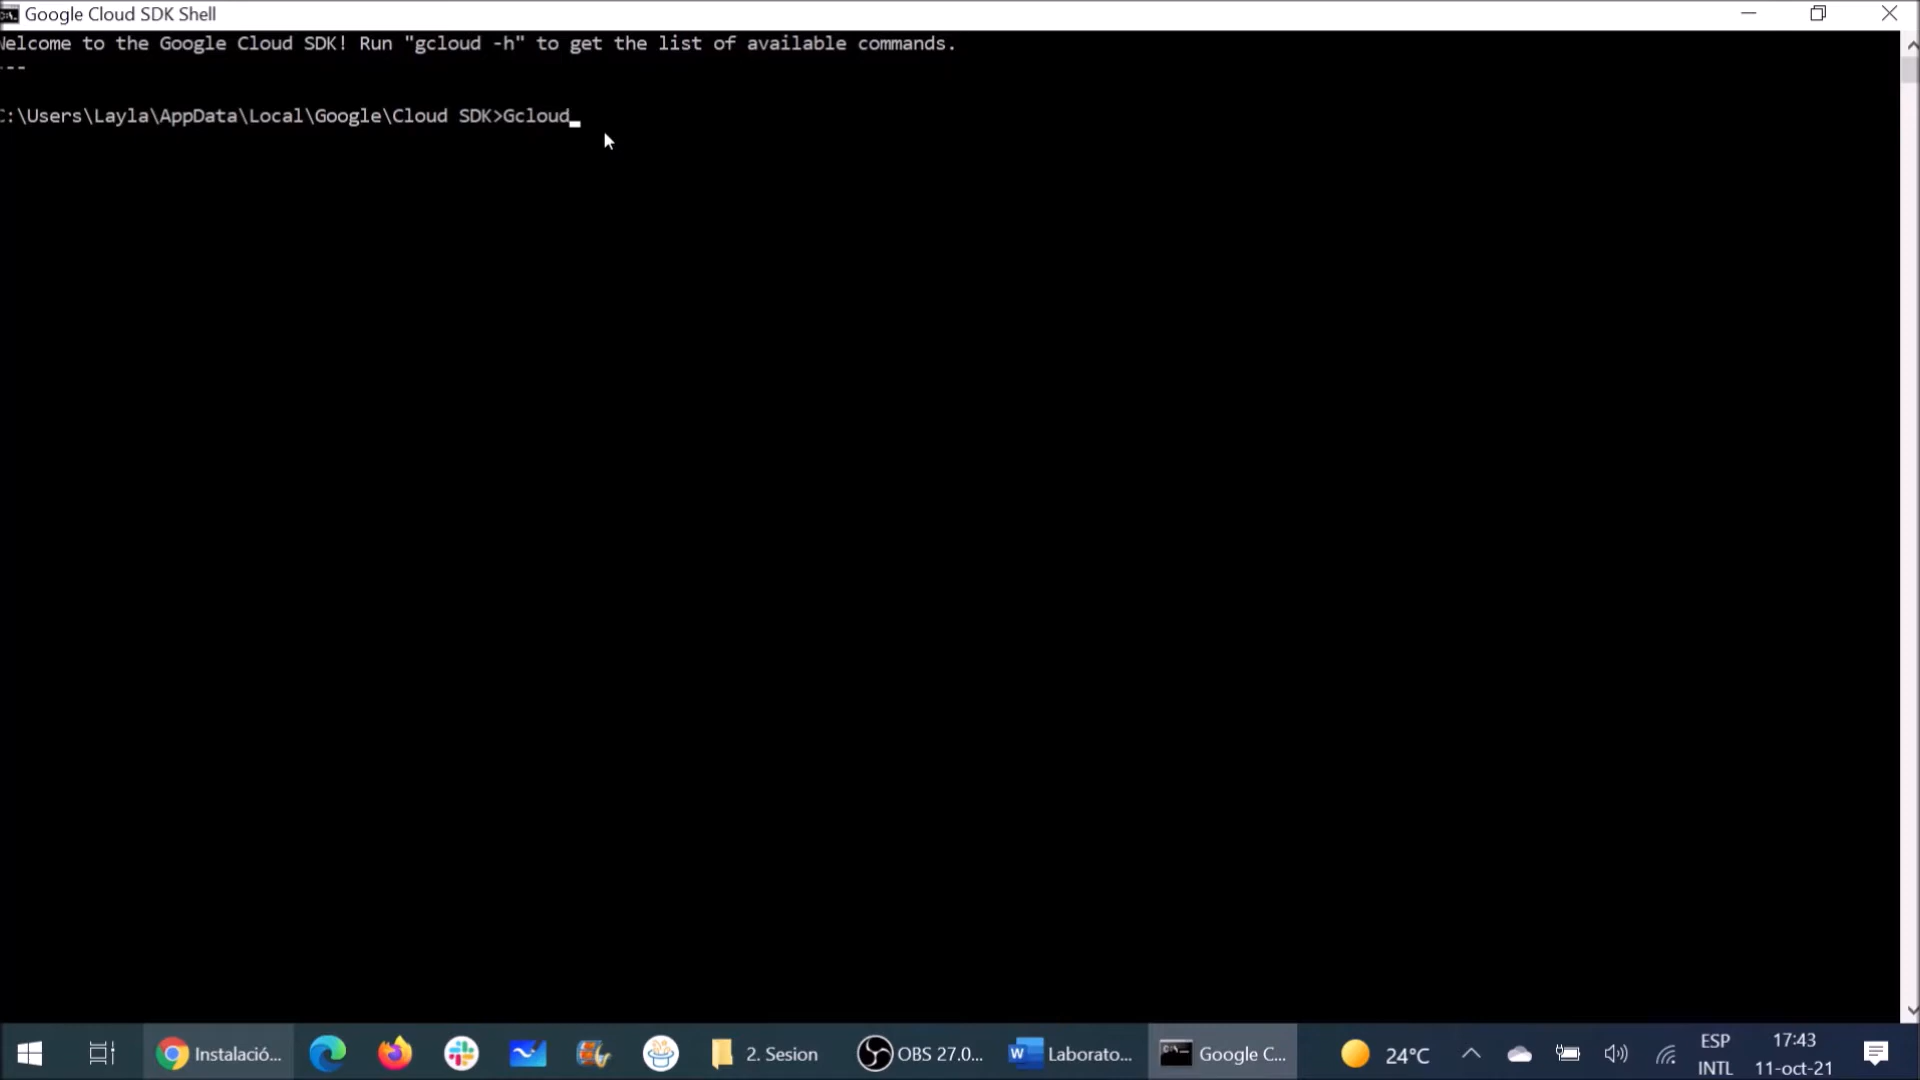 Google Cloud SDK Shell
Welcome to the Google Cloud SDK! Run "gcloud -h" to get the list of available commands.
---
C:\Users\Layla\AppData\Local\Google\Cloud SDK>Gcloud
Instalació...
2. Sesion
OBS 27.0...
Laborato...
Google C...
24°C
ESP
INTL
17:43
11-oct-21